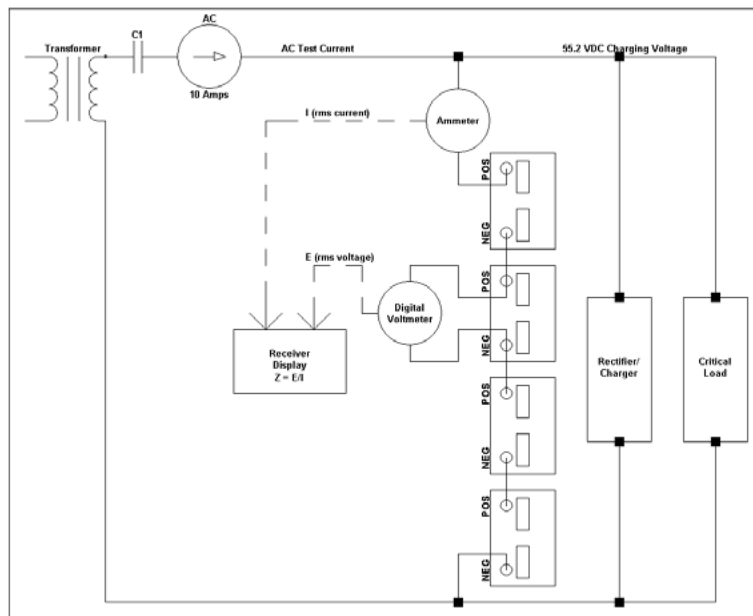 AC
C1
Transformer
AC Test Current
55.2 VDC Charging Voltage
10 Amps
I (rms current)
Ammeter
POS
NEG
E (rms voltage)
POS
Digital
Voltmeter
NEG
Receiver
Display
Z = E/I
Rectifier/
Charger
Critical
Load
POS
NEG
POS
NEG